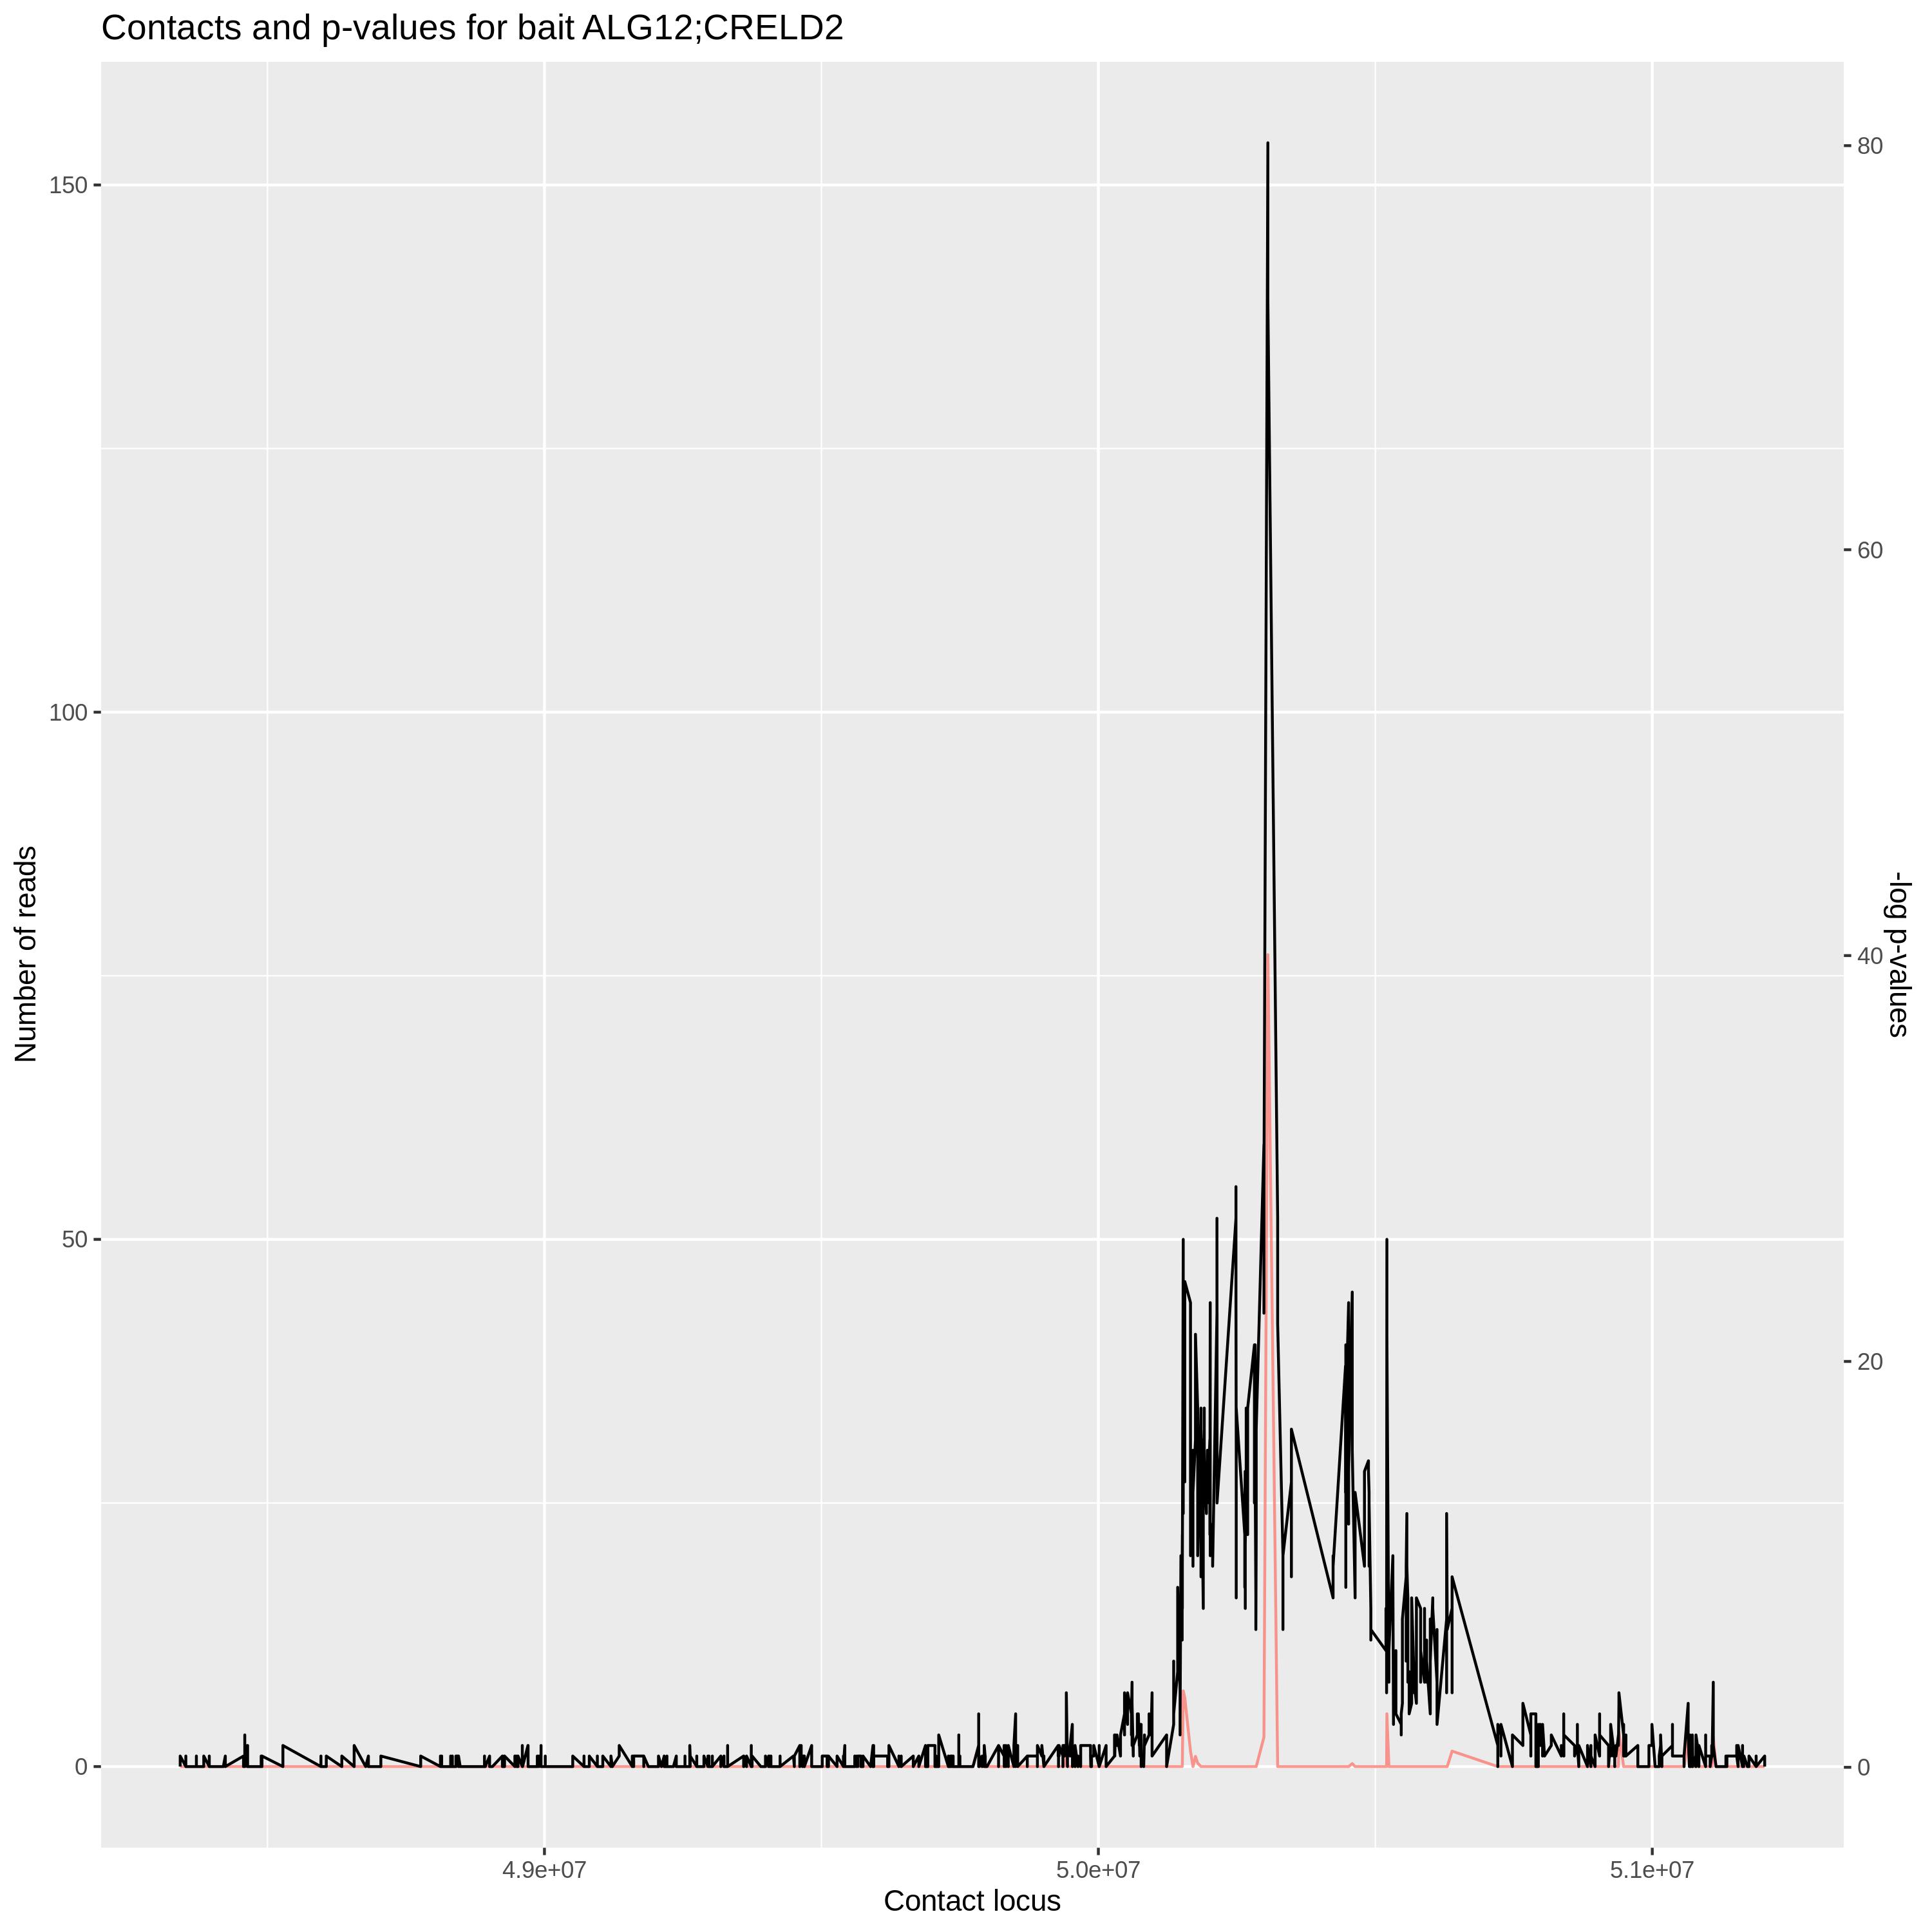 Contacts and p-values for bait ALG12;CRELD2
150
100
50
0
Number of reads
80
60
40
20
0
-log p-values
4.9e+07
5.0e+07
5.1e+07
Contact locus